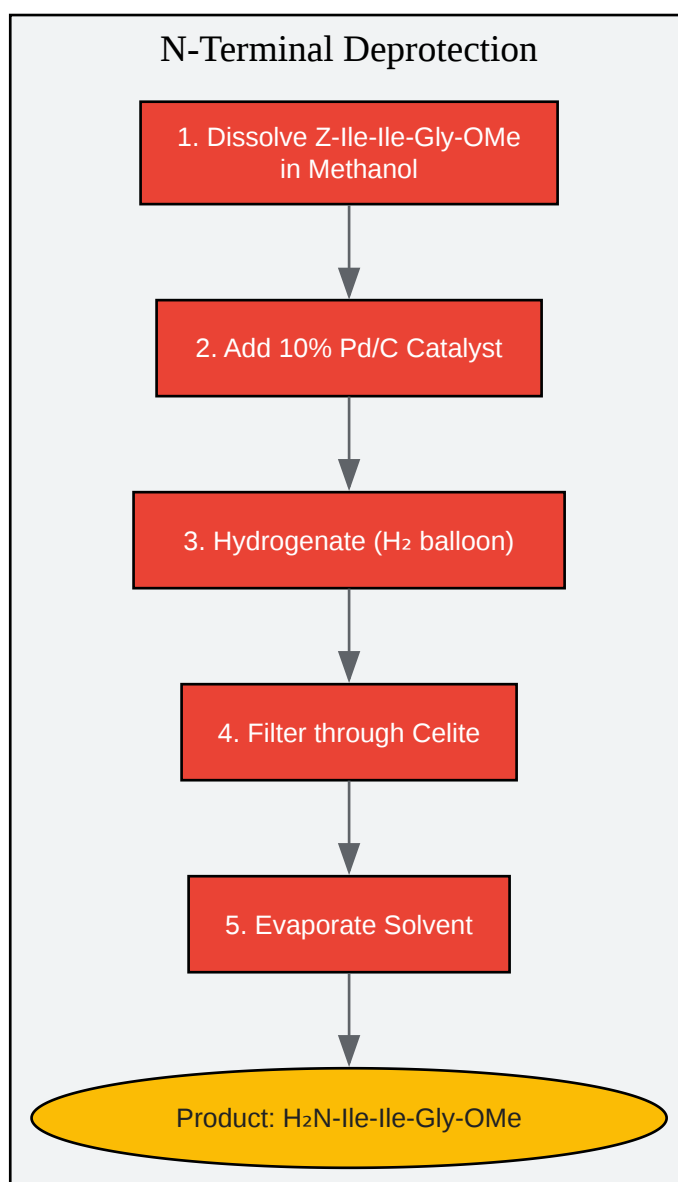 N-Terminal Deprotection
1. Dissolve Z-Ile-Ile-Gly-OMe
in Methanol
2. Add 10% Pd/C Catalyst
3. Hydrogenate (H₂ balloon)
4. Filter through Celite
5. Evaporate Solvent
Product: H₂N-Ile-Ile-Gly-OMe